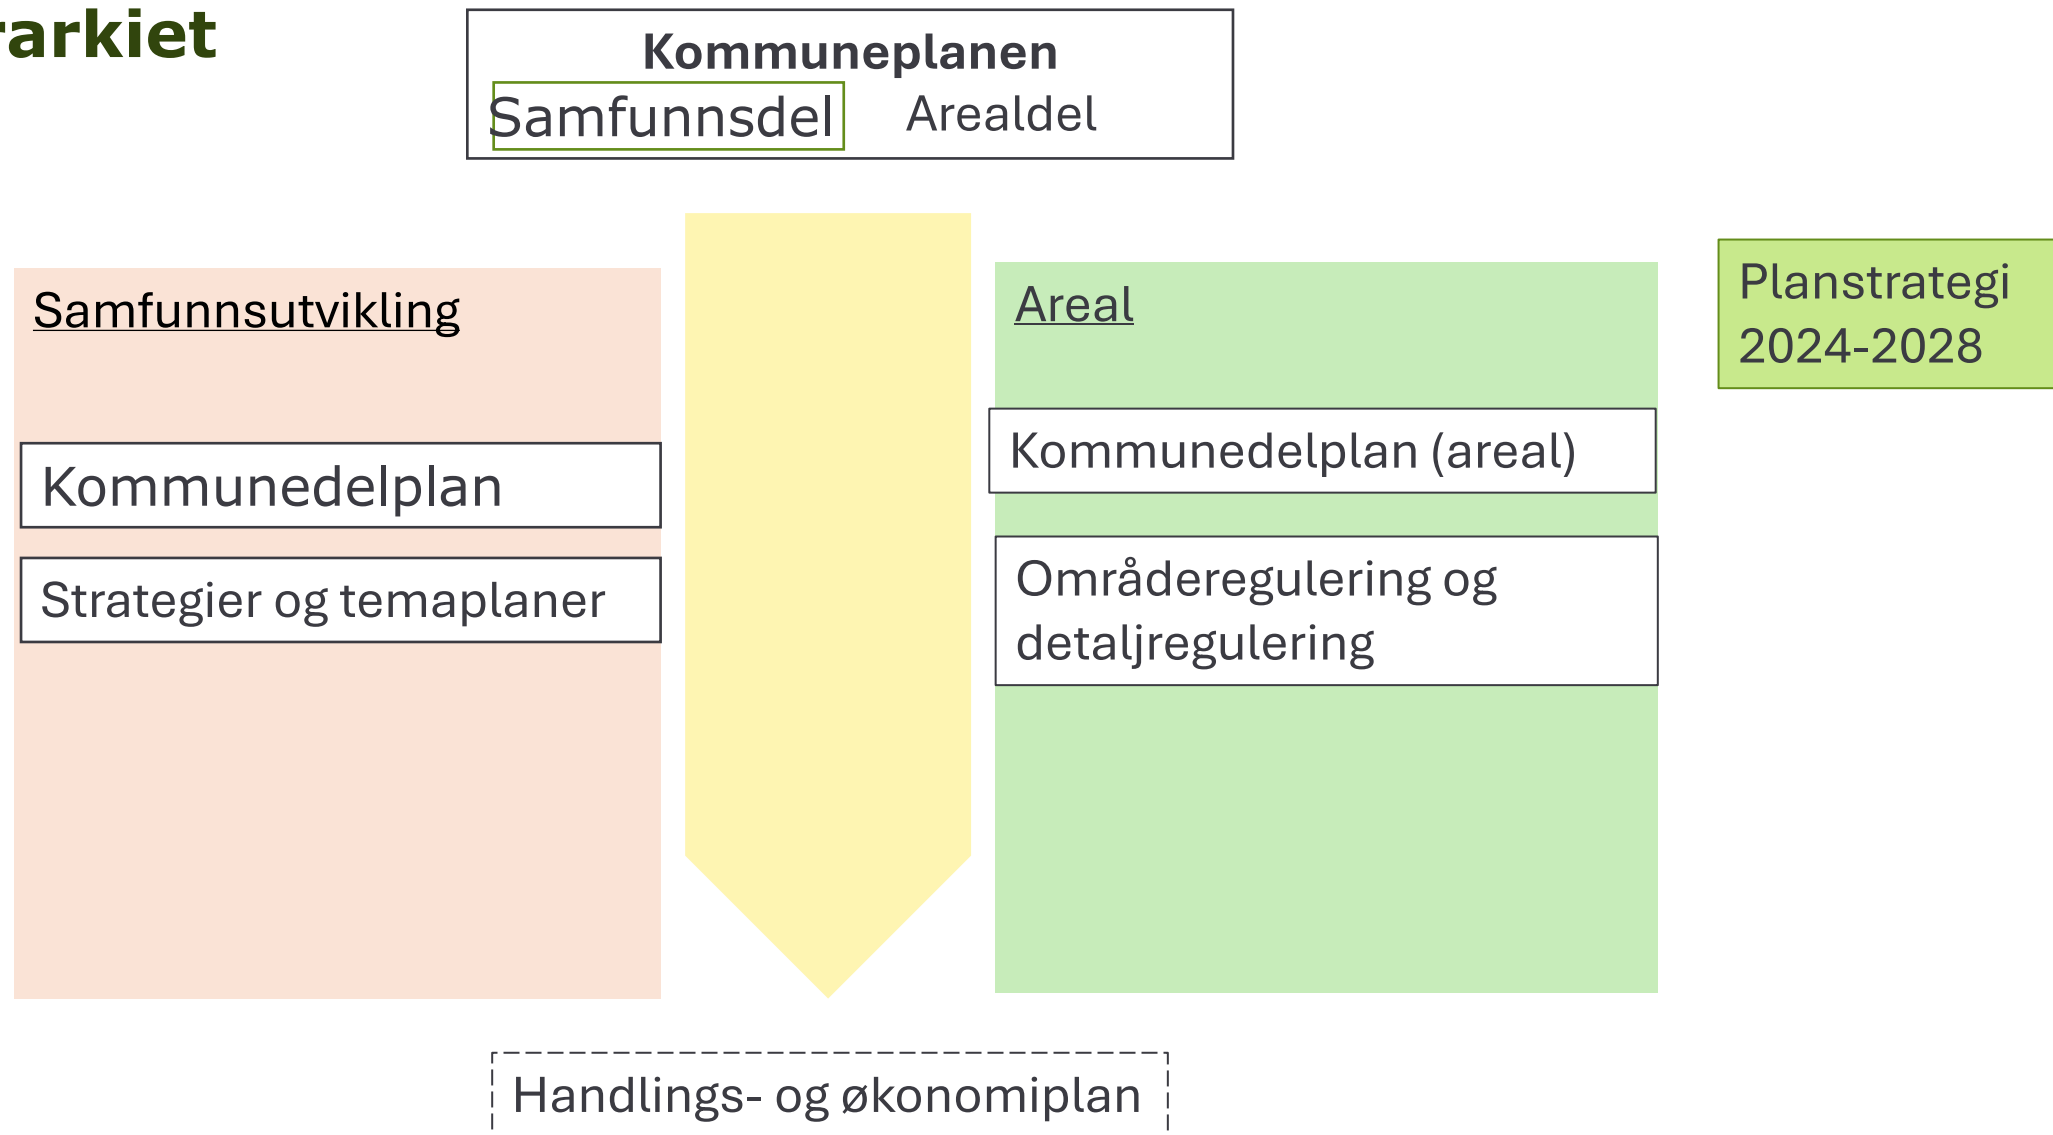 rarkiet
Kommuneplanen
Samfunnsdel
Arealdel
Samfunnsutvikling
Kommunedelplan
Strategier og temaplaner
Areal
Kommunedelplan (areal)
Områderegulering og
detaljregulering
Planstrategi
2024-2028
Handlings- og økonomiplan